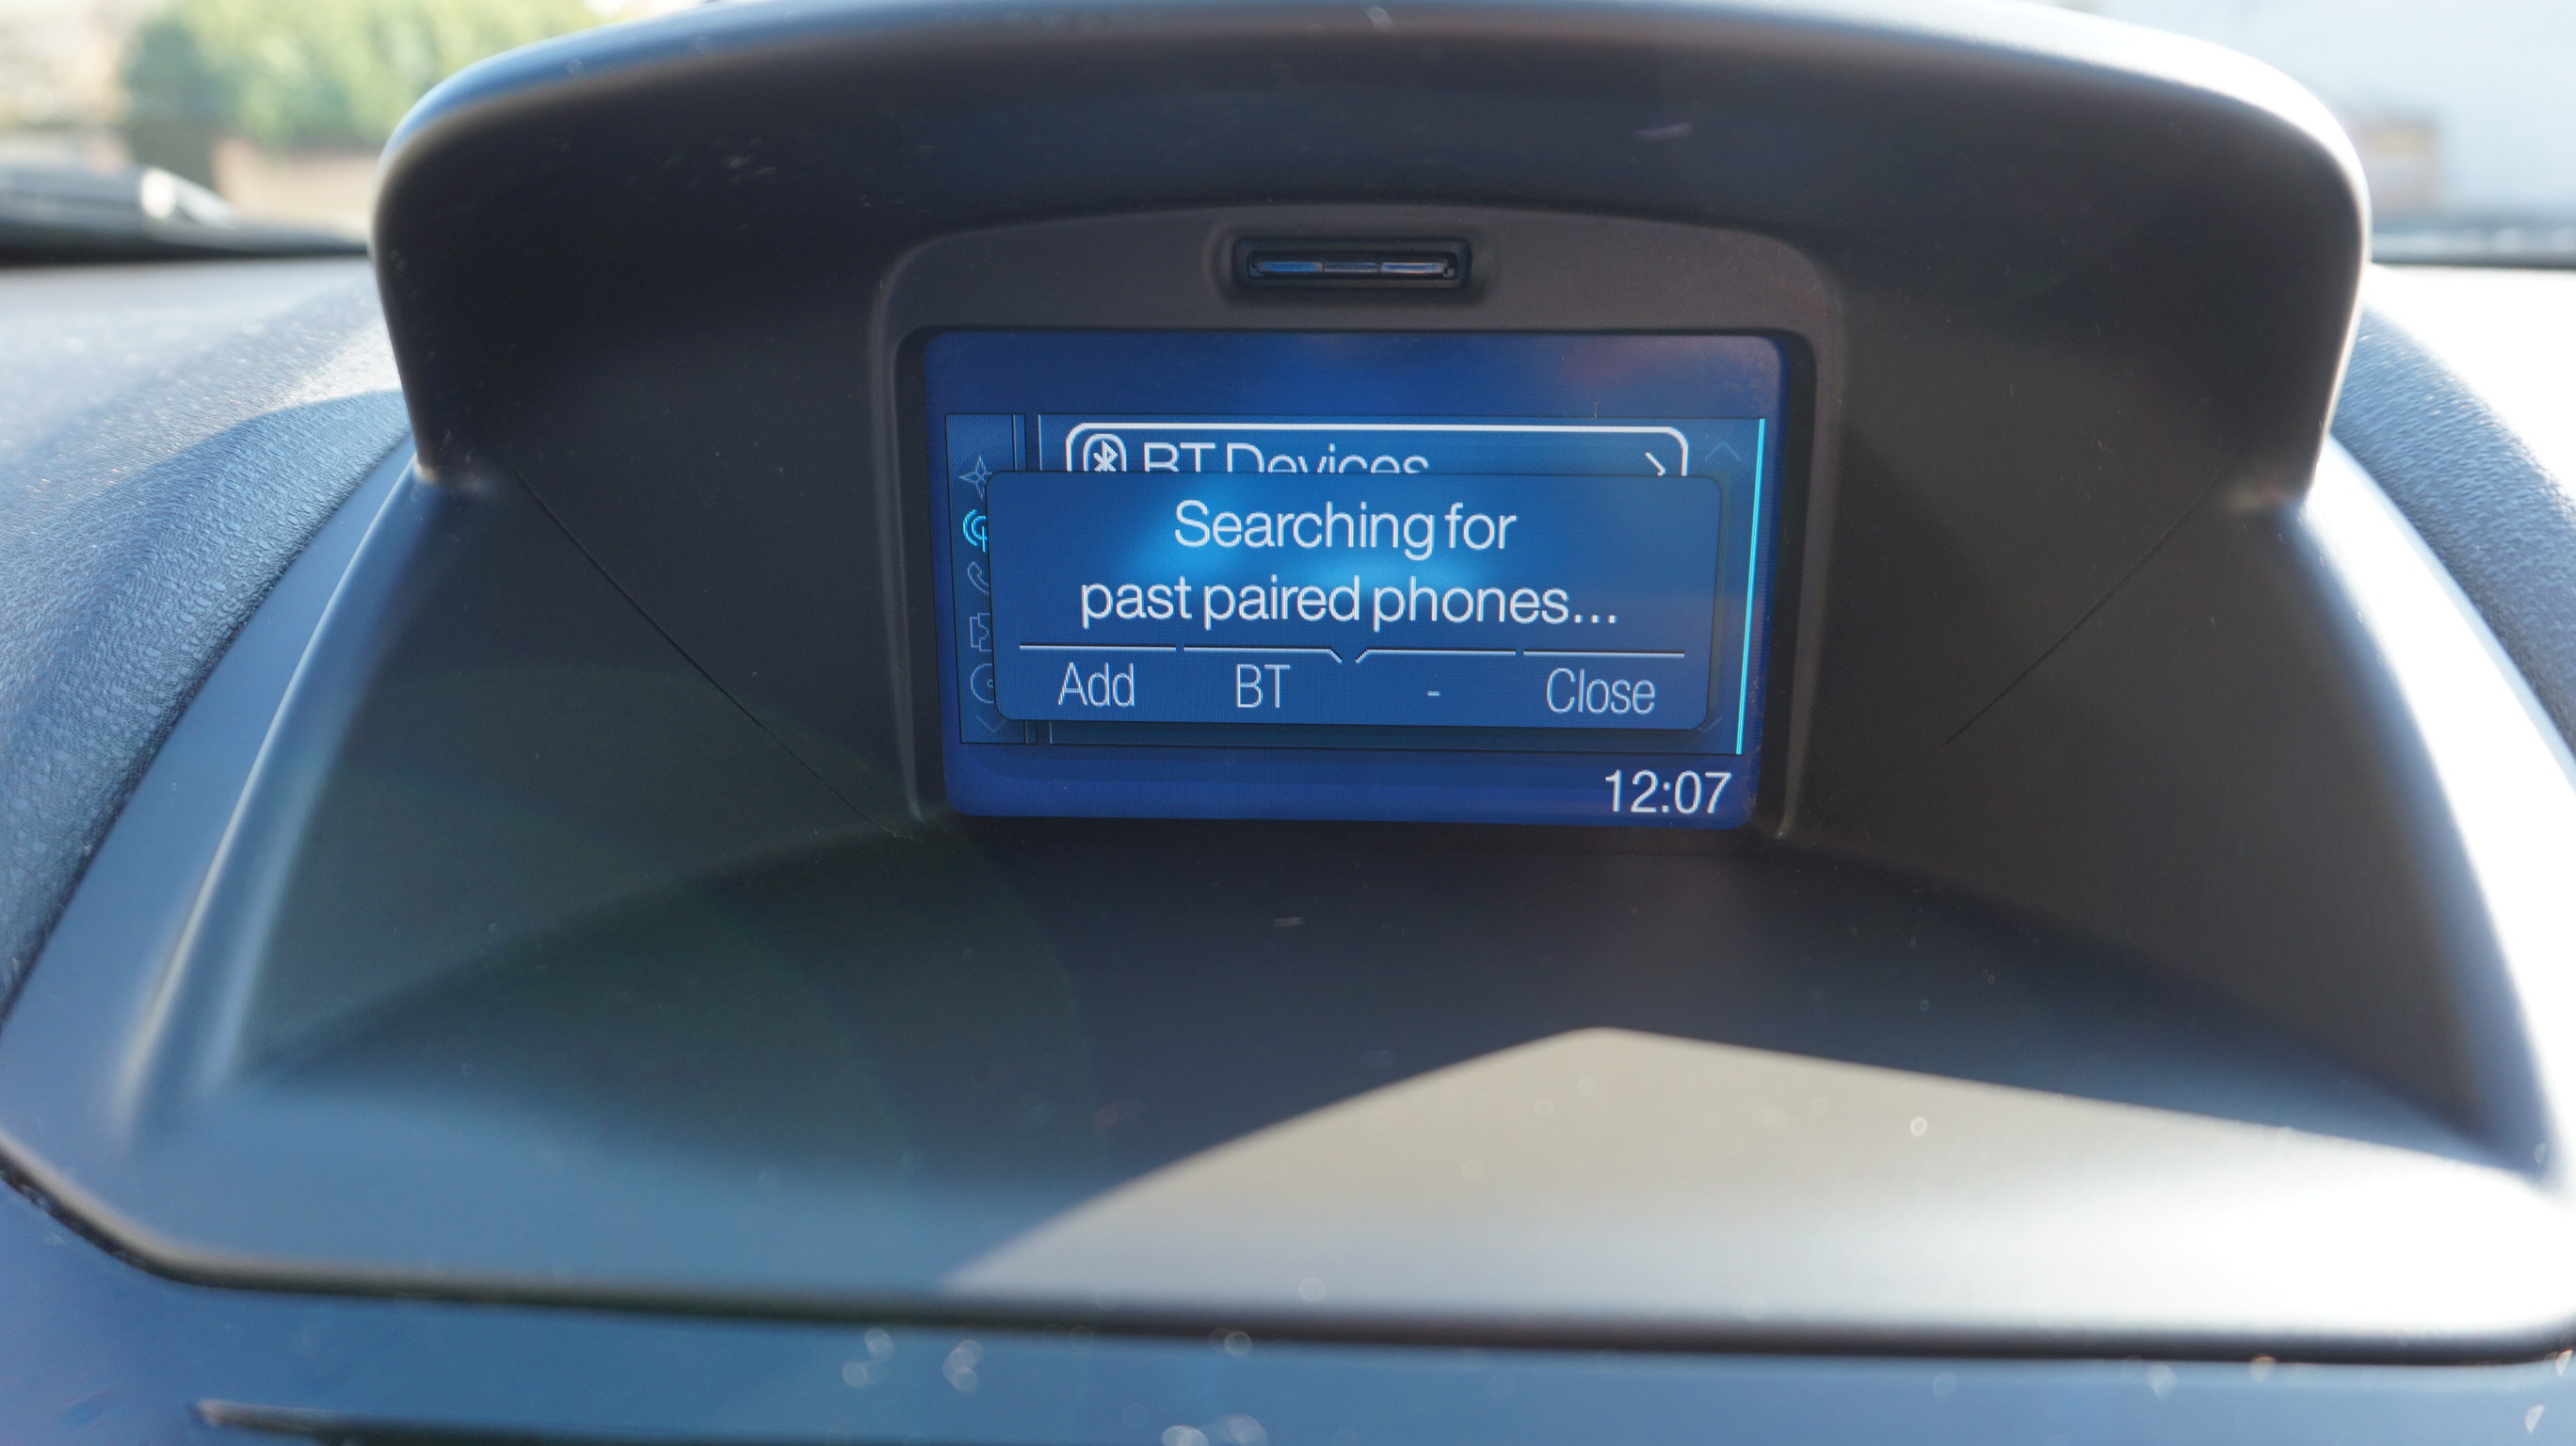 BT Devices
Searching for
past paired phones...
Add BT - Close
12:07